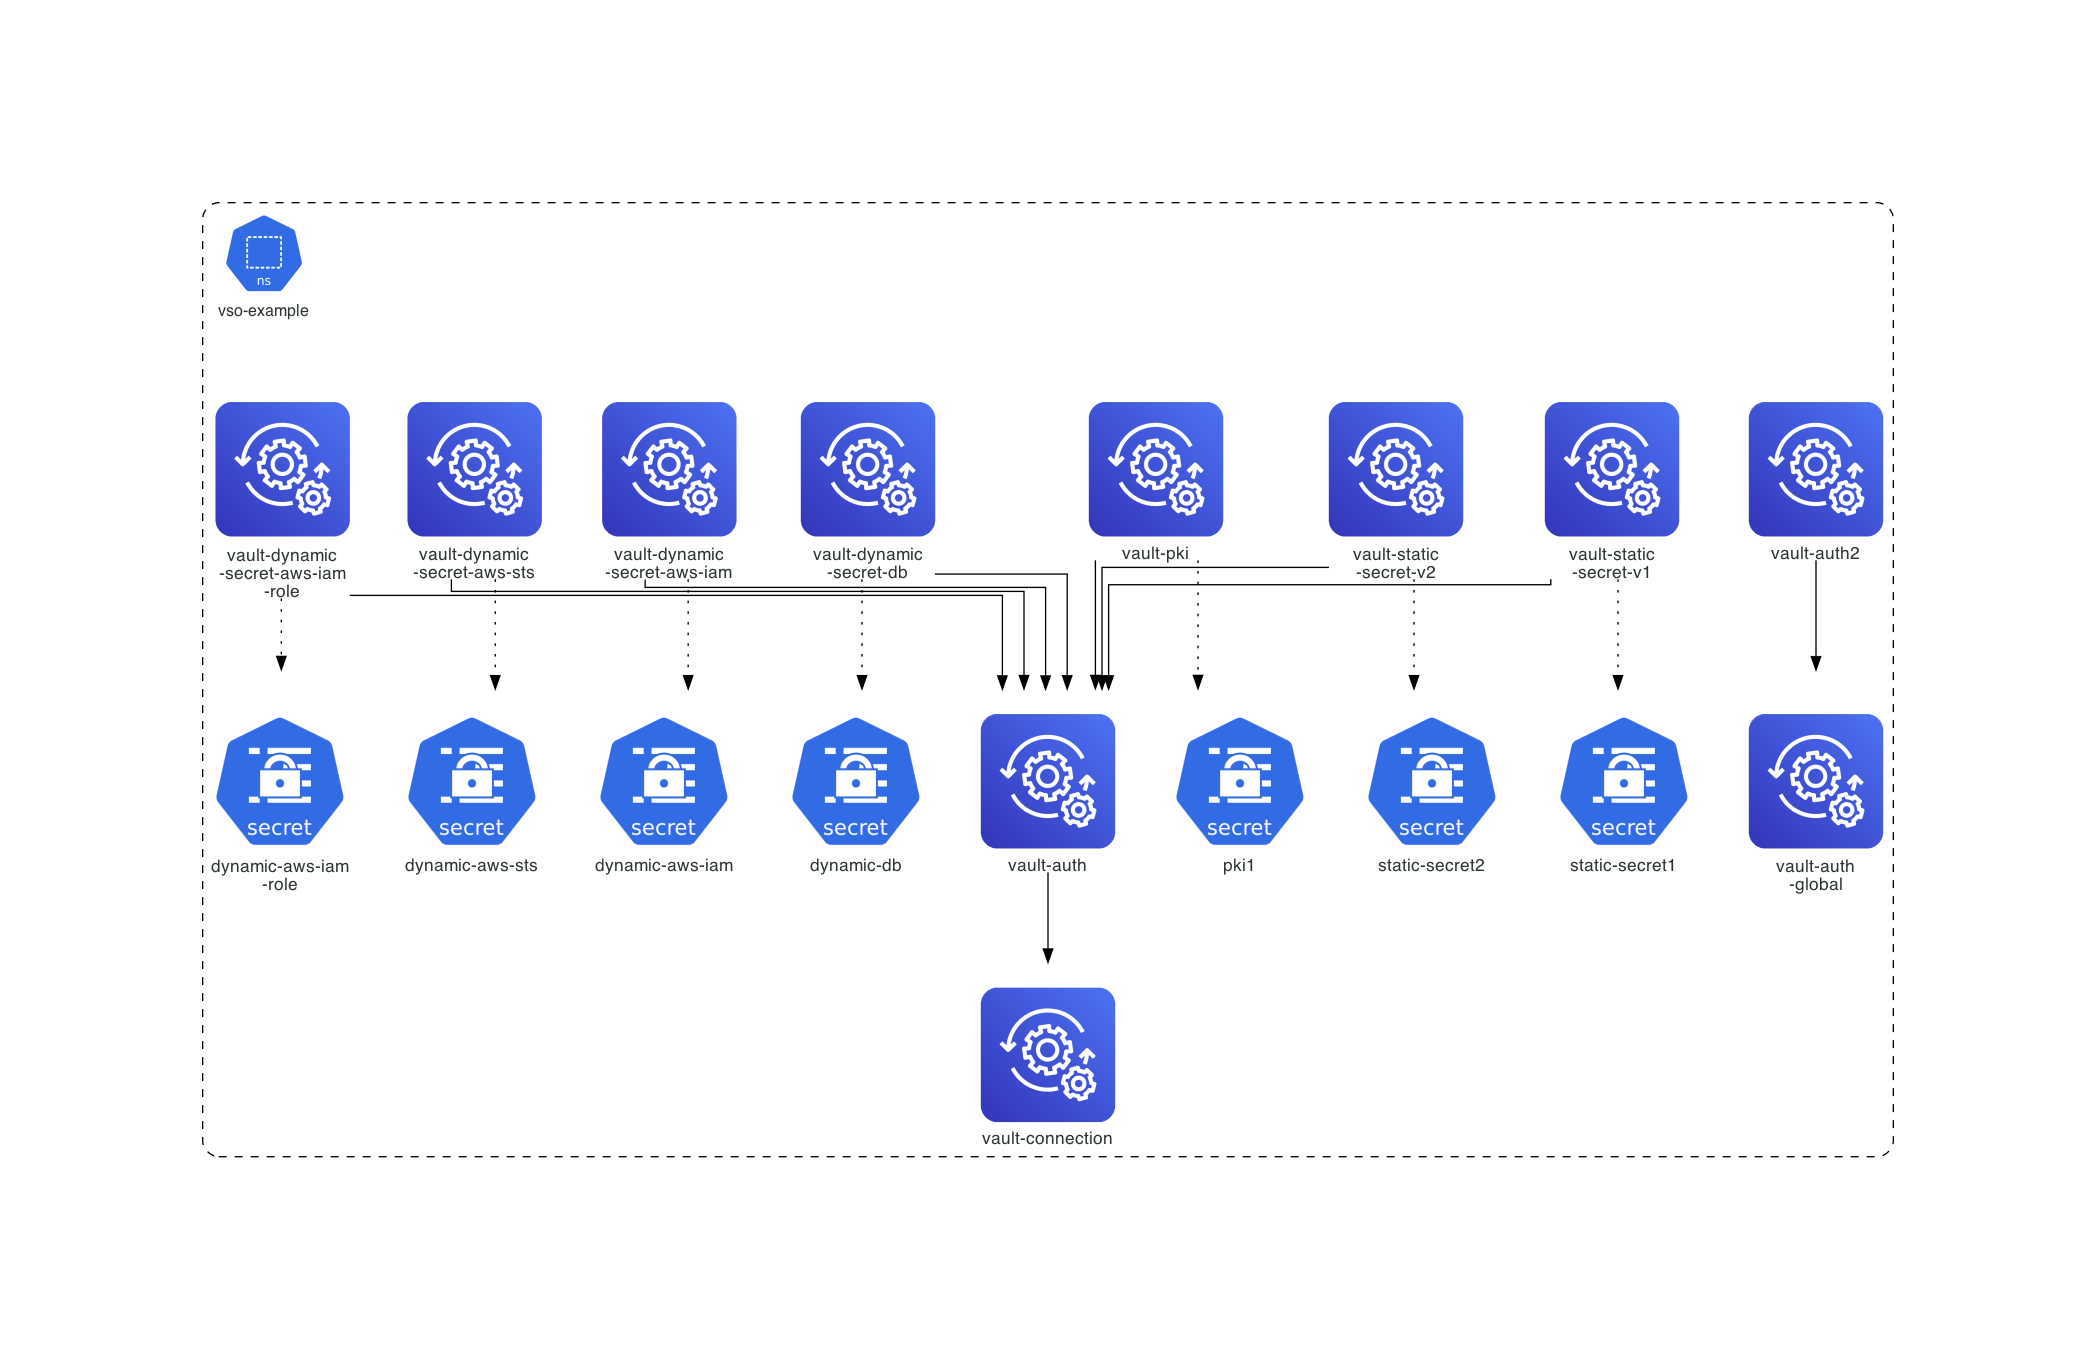 ns
vso-example
vault-dynamic
-secret-aws-iam
-role
vault-dynamic
-secret-aws-sts
vault-dynamic
-secret-aws-iam
vault-dynamic
-secret-db
vault-pki
vault-static
-secret-v2
vault-static
-secret-v1
vault-auth2
secret
dynamic-aws-iam
-role
secret
dynamic-aws-sts
secret
dynamic-aws-iam
secret
dynamic-db
vault-auth
secret
pki1
secret
static-secret2
secret
static-secret1
vault-auth
-global
vault-connection